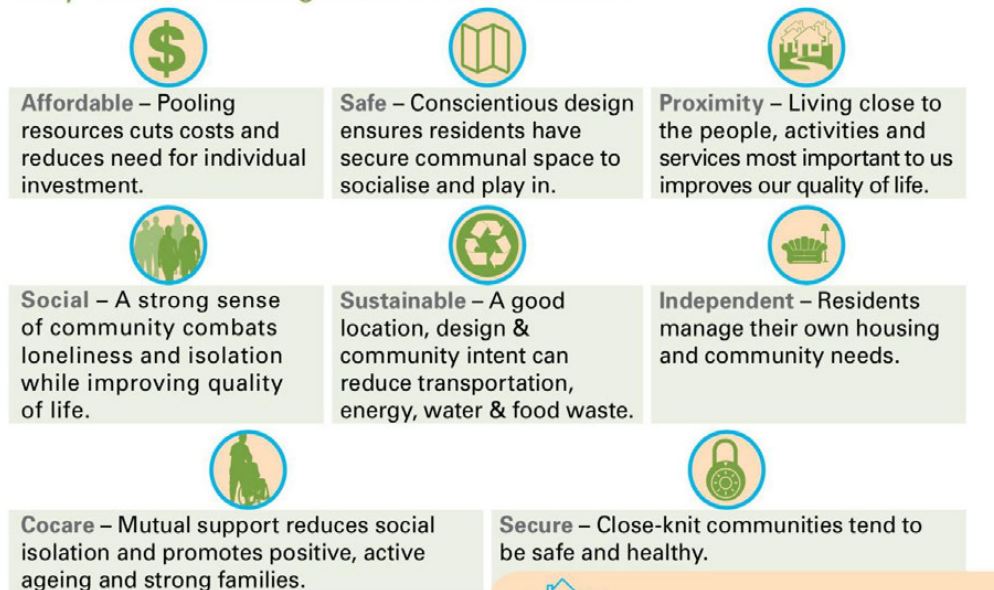 Affordable – Pooling
resources cuts costs and
reduces need for individual
investment.
Safe – Conscientious design
ensures residents have
secure communal space to
socialise and play in.
Proximity – Living close to
the people, activities and
services most important to us
improves our quality of life.
Social – A strong sense
of community combats
loneliness and isolation
while improving quality
of life.
Sustainable – A good
location, design &
community intent can
reduce transportation,
energy, water & food waste.
Independent – Residents
manage their own housing
and community needs.
Cocare – Mutual support reduces social
isolation and promotes positive, active
ageing and strong families.
Secure – Close-knit communities tend to
be safe and healthy.